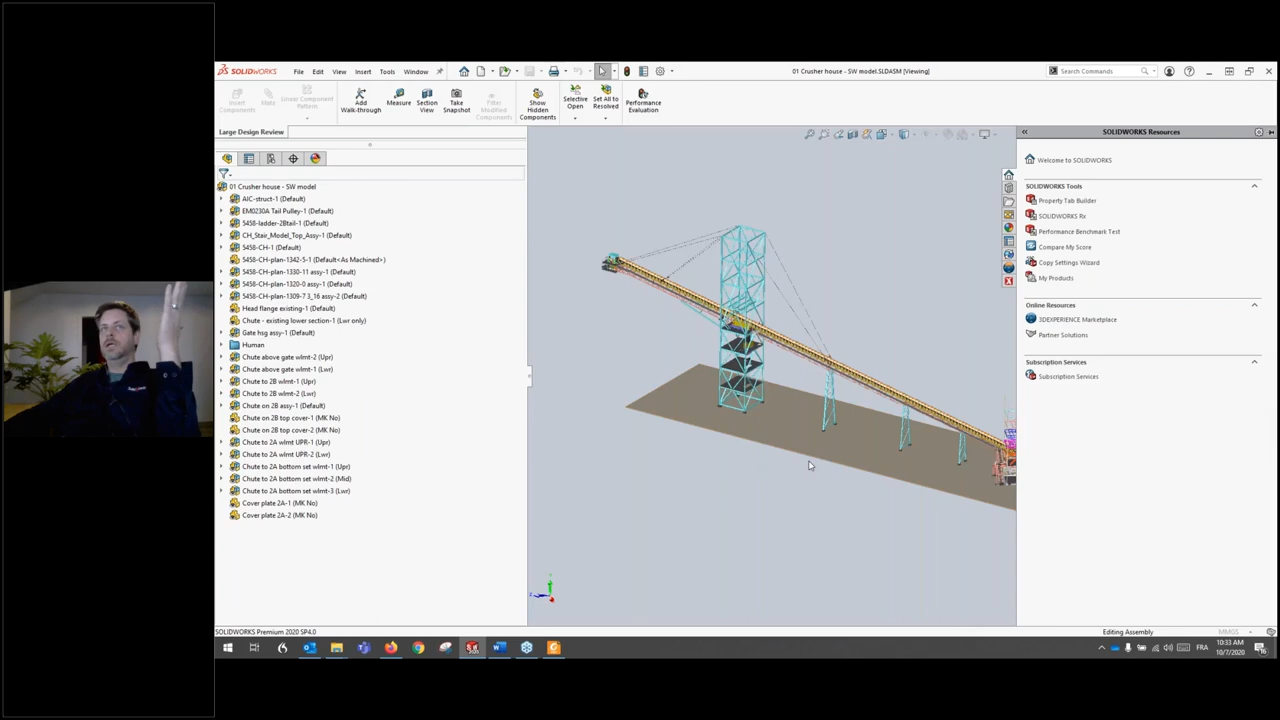 SOLIDWORKS
File
Edit
View
Insert
Tools
Window
01 Crusher house - SW model.SLDASM [Viewing]
Search Commands
Insert Components
Mate
Linear Component Pattern
Add Walk-through
Measure
Section View
Take Snapshot
Filter Modified Components
Show Hidden Components
Selective Open
Set All to Resolved
Performance Evaluation
Large Design Review
SOLIDWORKS Resources
01 Crusher house - SW model
AIC-struct-1 (Default)
EM0230A Tail Pulley-1 (Default)
5458-ladder-2Btail-1 (Default)
CH_Stair_Model_Top_Assy-1 (Default)
5458-CH-1 (Default)
5458-CH-plan-1342-5-1 (Default<As Machined>)
5458-CH-plan-1330-11 assy-1 (Default)
5458-CH-plan-1320-0 assy-1 (Default)
5458-CH-plan-1309-7 3_16 assy-2 (Default)
Head flange existing-1 (Default)
Chute - existing lower section-1 (Lwr only)
Gate hsg assy-1 (Default)
Human
Chute above gate wlmt-2 (Upr)
Chute above gate wlmt-1 (Lwr)
Chute to 2B wlmt-1 (Upr)
Chute to 2B wlmt-2 (Lwr)
Chute on 2B assy-1 (Default)
Chute on 2B top cover-1 (MK No)
Chute on 2B top cover-2 (MK No)
Chute to 2A wlmt UPR-1 (Upr)
Chute to 2A wlmt UPR-2 (Lwr)
Chute to 2A bottom set wlmt-1 (Upr)
Chute to 2A bottom set wlmt-2 (Mid)
Chute to 2A bottom set wlmt-3 (Lwr)
Cover plate 2A-1 (MK No)
Cover plate 2A-2 (MK No)
Welcome to SOLIDWORKS
SOLIDWORKS Tools
Property Tab Builder
SOLIDWORKS Rx
Performance Benchmark Test
Compare My Score
Copy Settings Wizard
My Products
Online Resources
3DEXPERIENCE Marketplace
Partner Solutions
Subscription Services
Subscription Services
SOLIDWORKS Premium 2020 SP4.0
Editing Assembly
MMGS
FRA
10:33 AM
10/7/2020